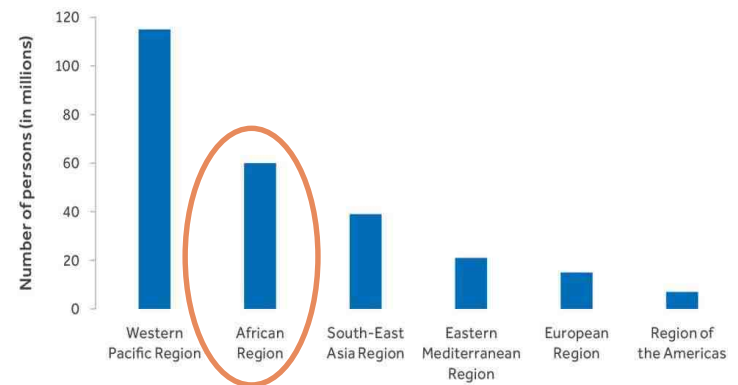 Number of persons (in millions)
120
100
80
60
40
20
0
Western
Pacific Region
African
Region
South-East
Asia Region
Eastern
Mediterranean
Region
European
Region
Region of
the Americas